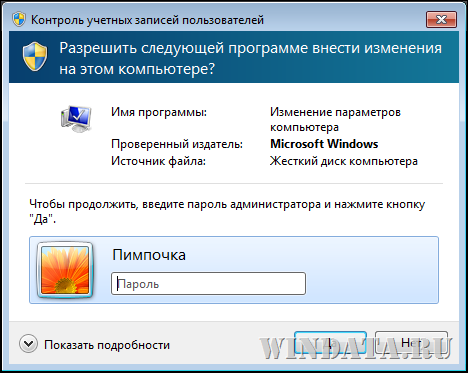 Контроль учетных записей пользователей
Разрешить следующей программе внести изменения
на этом компьютере?
Имя программы: Изменение параметров
компьютера
Проверенный издатель: Microsoft Windows
Источник файла: Жесткий диск компьютера
Чтобы продолжить, введите пароль администратора и нажмите кнопку
"Да".
Пимпочка
Пароль
Показать подробности
Нет
WINDATA.RU